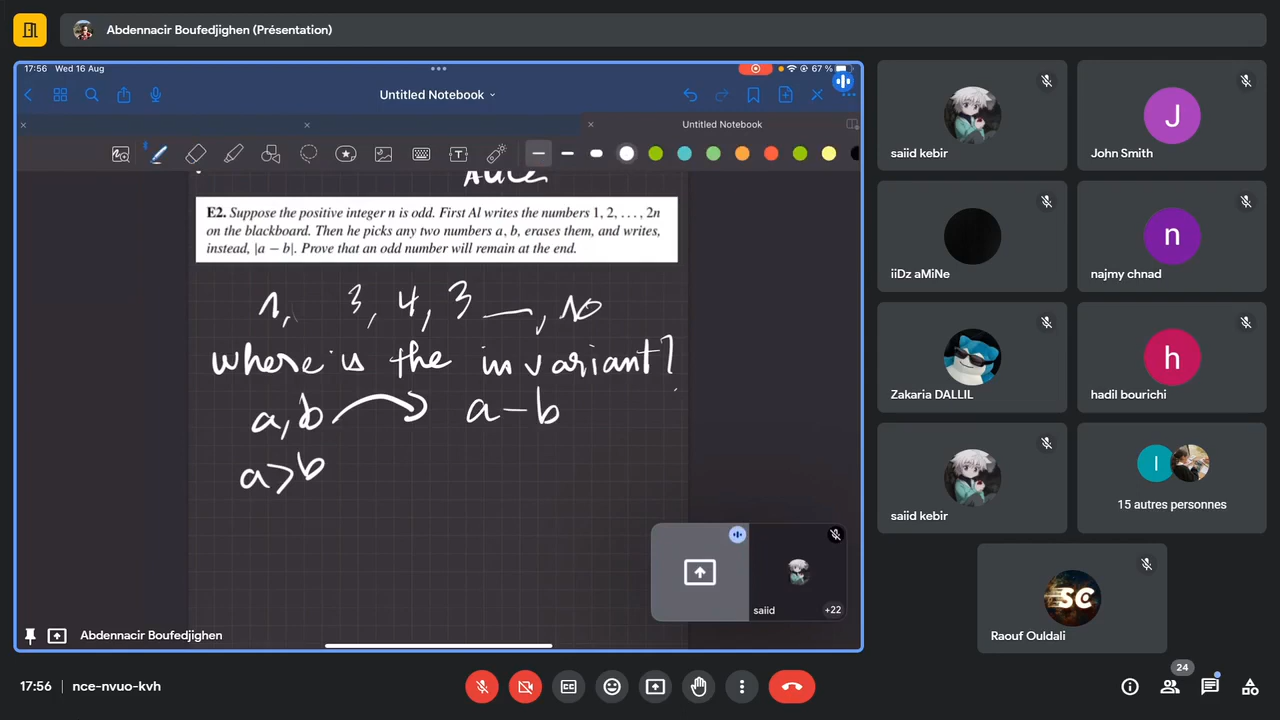 Abdennacir Boufedjighen (Présentation)
17:56 Wed 16 Aug
67 %
Untitled Notebook
Untitled Notebook
E2. Suppose the positive integer n is odd. First Al writes the numbers 1, 2, . . . , 2n
on the blackboard. Then he picks any two numbers a, b, erases them, and writes,
instead, |a − b|. Prove that an odd number will remain at the end.
1, 3, 4, 3 —, 10
where is the invariant?
a, b a - b
a > b
saiid
+22
Abdennacir Boufedjighen
saiid kebir
J
John Smith
iiDz aMiNe
n
najmy chnad
Zakaria DALLIL
h
hadil bourichi
saiid kebir
I
15 autres personnes
SC
Raouf Ouldali
17:56 nce-nvuo-kvh
24